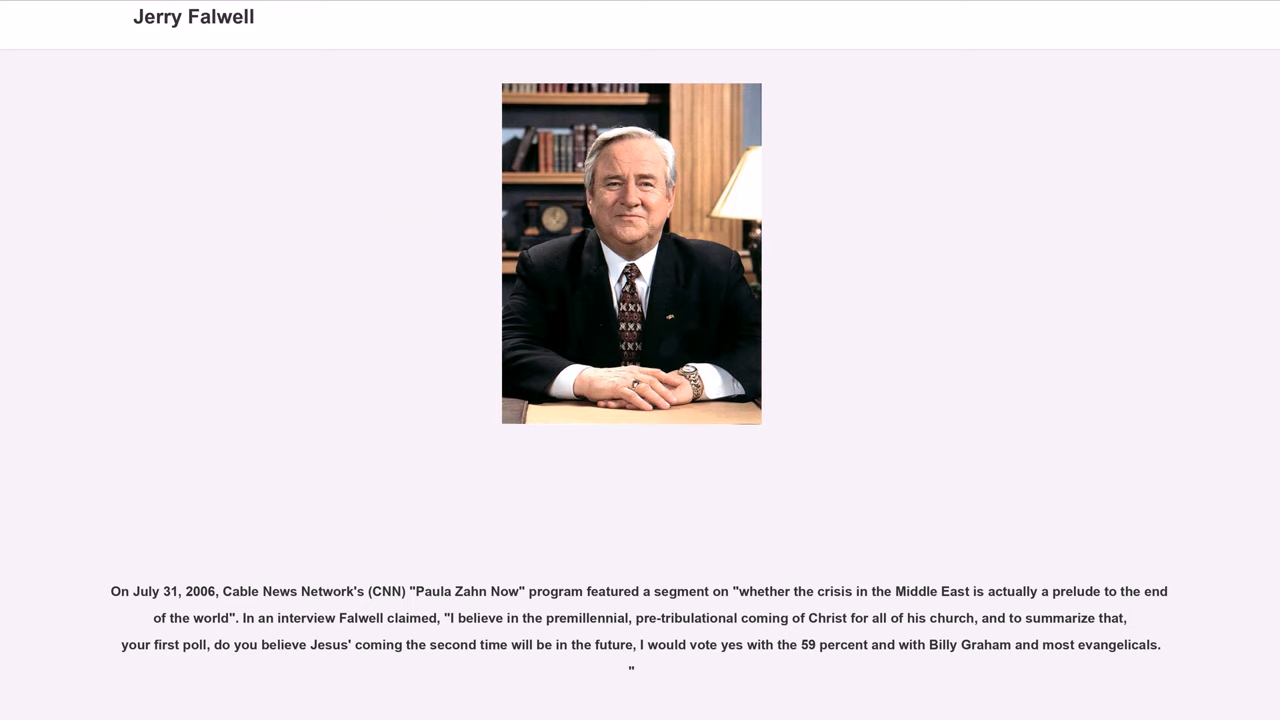 Jerry Falwell
On July 31, 2006, Cable News Network's (CNN) "Paula Zahn Now" program featured a segment on "whether the crisis in the Middle East is actually a prelude to the end
of the world". In an interview Falwell claimed, "I believe in the premillennial, pre-tribulational coming of Christ for all of his church, and to summarize that,
your first poll, do you believe Jesus' coming the second time will be in the future, I would vote yes with the 59 percent and with Billy Graham and most evangelicals.
"